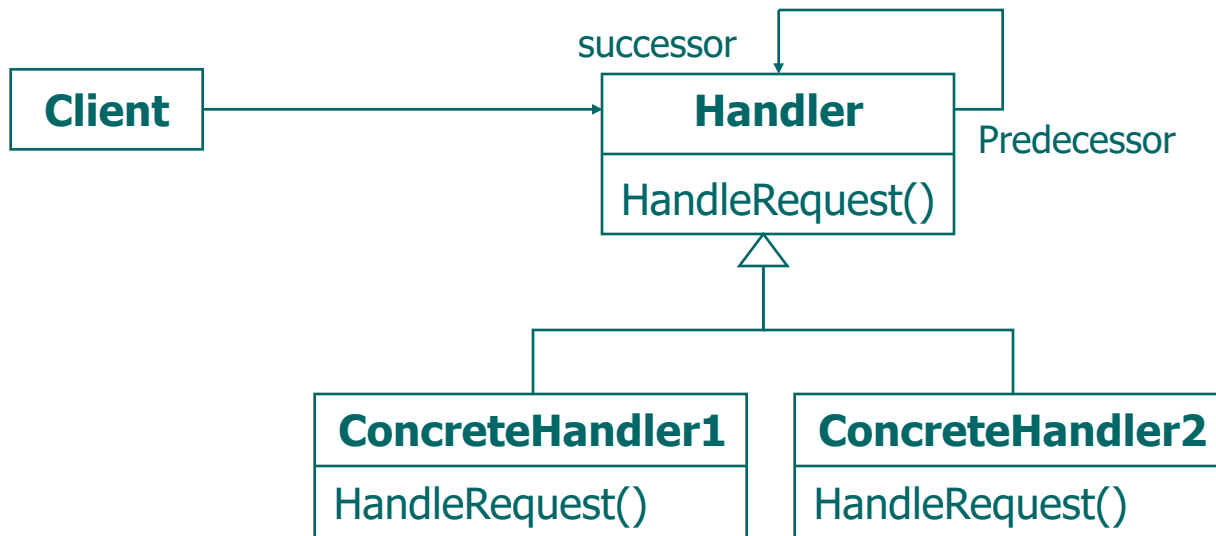 successor
Client
Handler
Predecessor
HandleRequest()
ConcreteHandler1
ConcreteHandler2
HandleRequest()
HandleRequest()